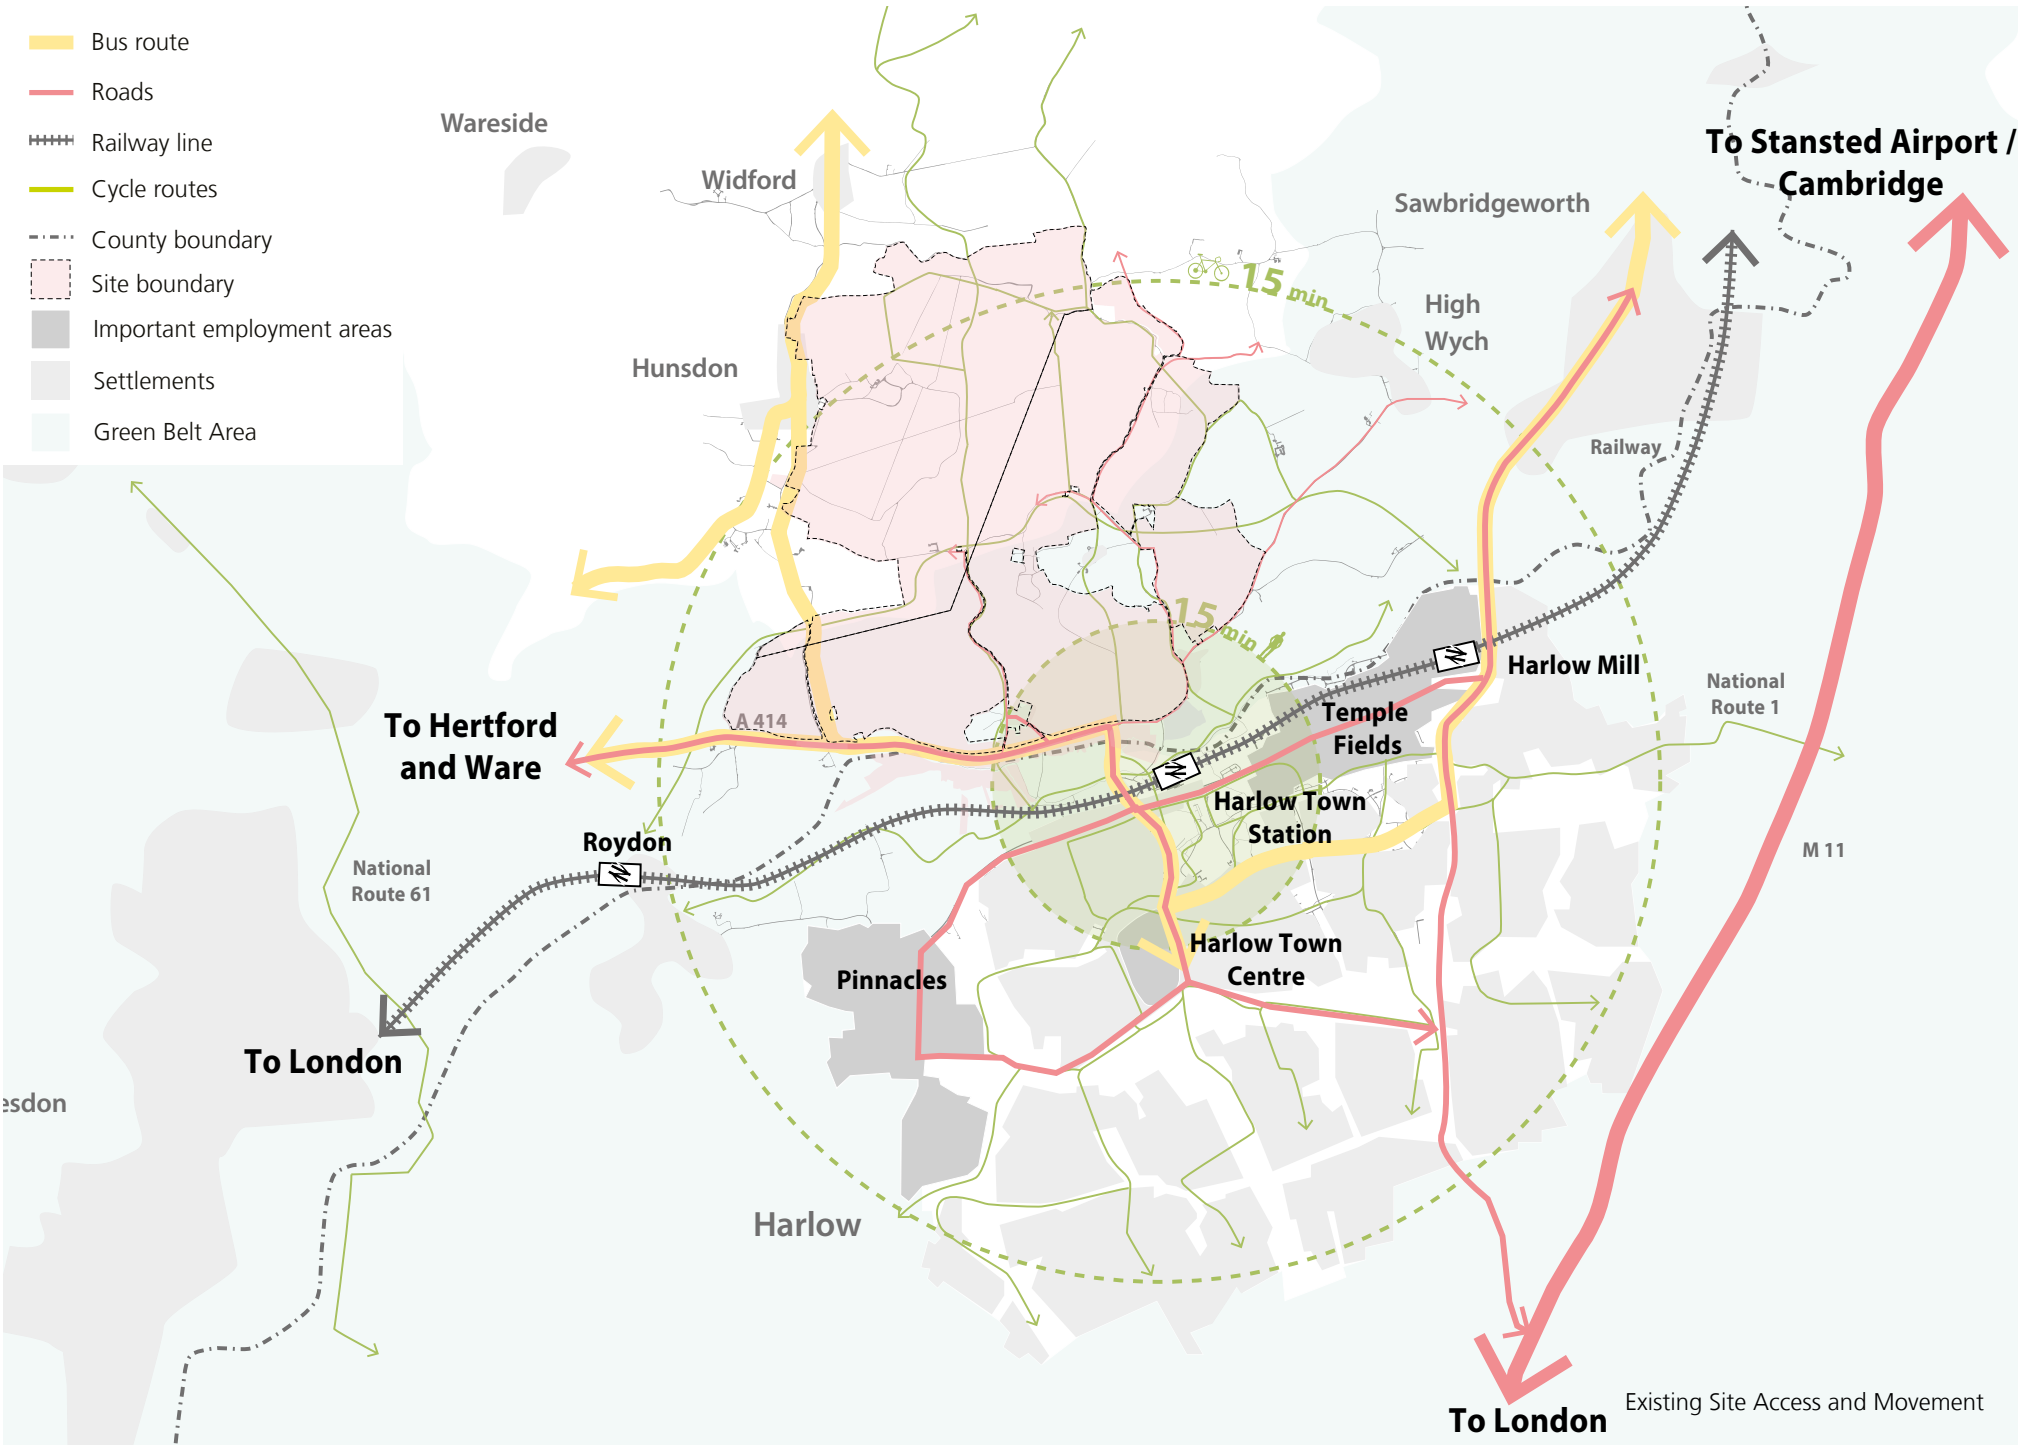 Bus route
Roads
Railway line
Cycle routes
County boundary
Site boundary
Important employment areas
Settlements
Green Belt Area
Wareside
Widford
Hunsdon
Sawbridgeworth
To Stansted Airport /
Cambridge
15 min
High
Wych
Railway
15 min
Harlow Mill
National
Route 1
Temple
Fields
A 414
To Hertford
and Ware
Harlow Town
Station
Roydon
National
Route 61
M 11
Harlow Town
Centre
Pinnacles
To London
esdon
Harlow
To London
Existing Site Access and Movement